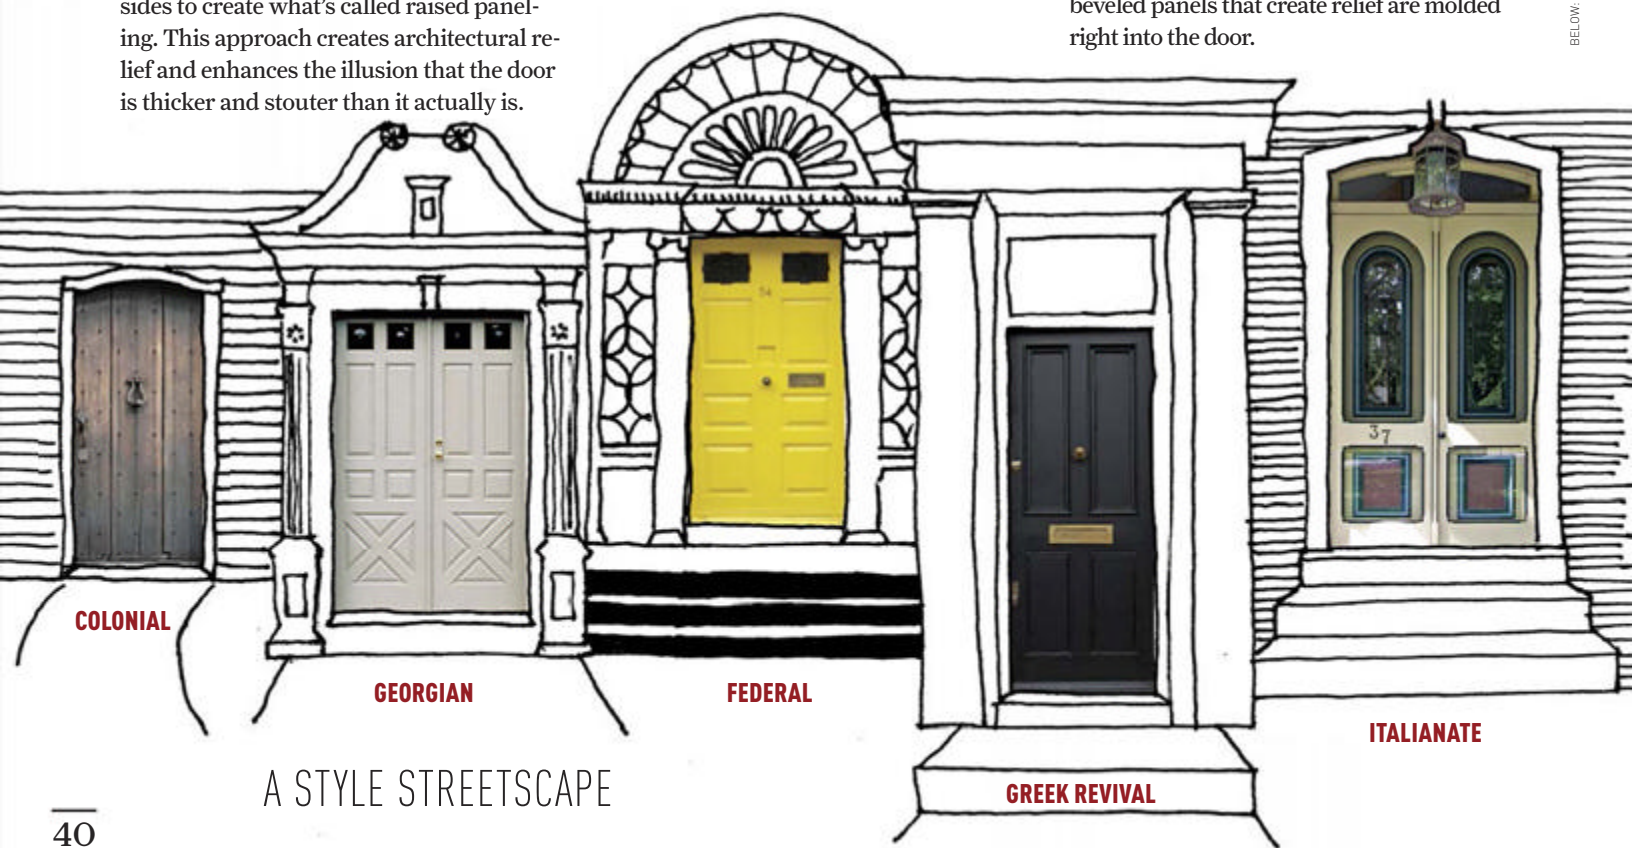 sides to create what's called raised panel-
ing. This approach creates architectural re-
lief and enhances the illusion that the door
is thicker and stouter than it actually is.
beveled panels that create relief are molded
right into the door.
BELOW:
54
37
COLONIAL
GEORGIAN
FEDERAL
ITALIANATE
GREEK REVIVAL
A STYLE STREETSCAPE
40